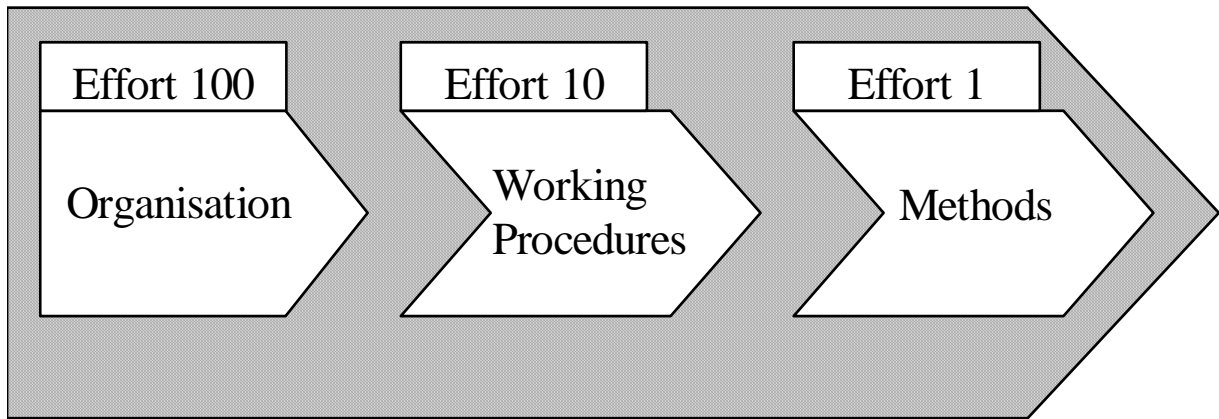 Effort 100
Effort 10
Effort 1
Organisation
Working
Procedures
Methods